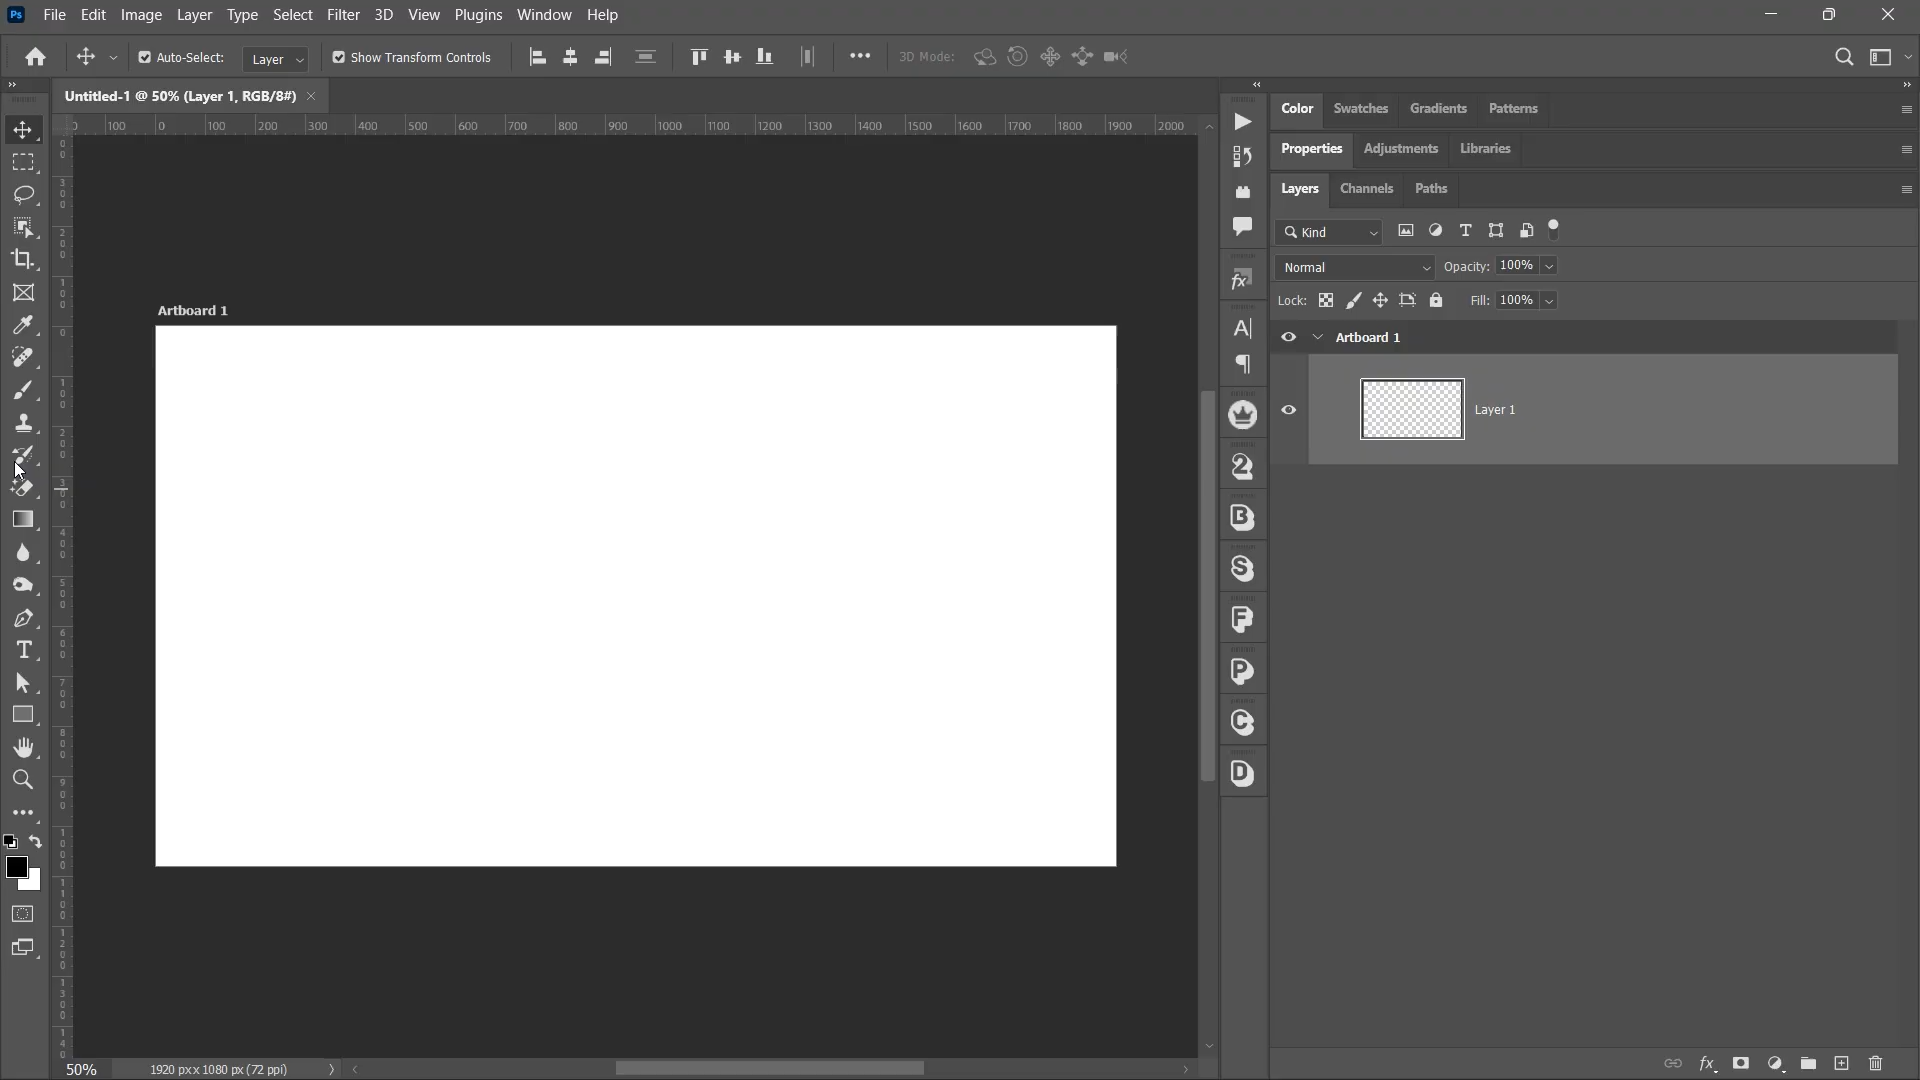 Ps File Edit Image Layer Type Select Filter 3D View Plugins Window Help
Auto-Select: Layer Show Transform Controls 3D Mode:
Untitled-1 @ 50% (Layer 1, RGB/8#)
100 0 100 200 300 400 500 600 700 800 900 1000 1100 1200 1300 1400 1500 1600 1700 1800 1900 2000
Artboard 1
50% 1920 px x 1080 px (72 ppi)
Color Swatches Gradients Patterns
Properties Adjustments Libraries
Layers Channels Paths
Kind
Normal Opacity: 100%
Lock: Fill: 100%
Artboard 1
Layer 1
fx
A
2
B
S
F
P
C
D
fx